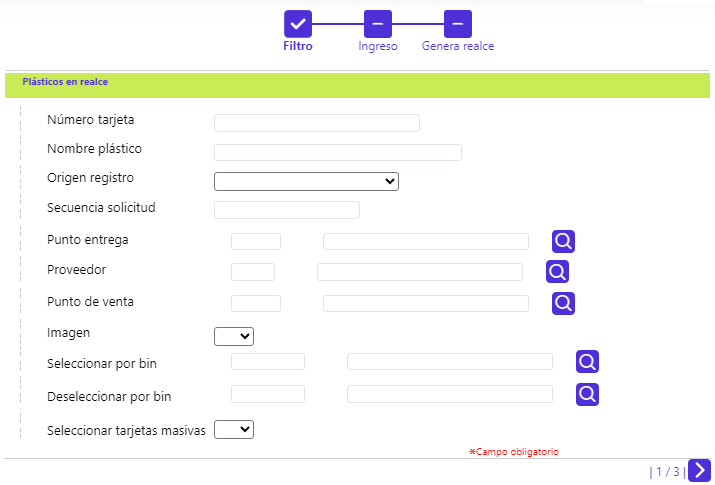 Filtro Ingreso Genera realce
Plásticos en realce
Número tarjeta
Nombre plástico
Origen registro
Secuencia solicitud
Punto entrega
Proveedor
Punto de venta
Imagen
Seleccionar por bin
Deseleccionar por bin
Seleccionar tarjetas masivas
*Campo obligatorio
| 1 / 3 |